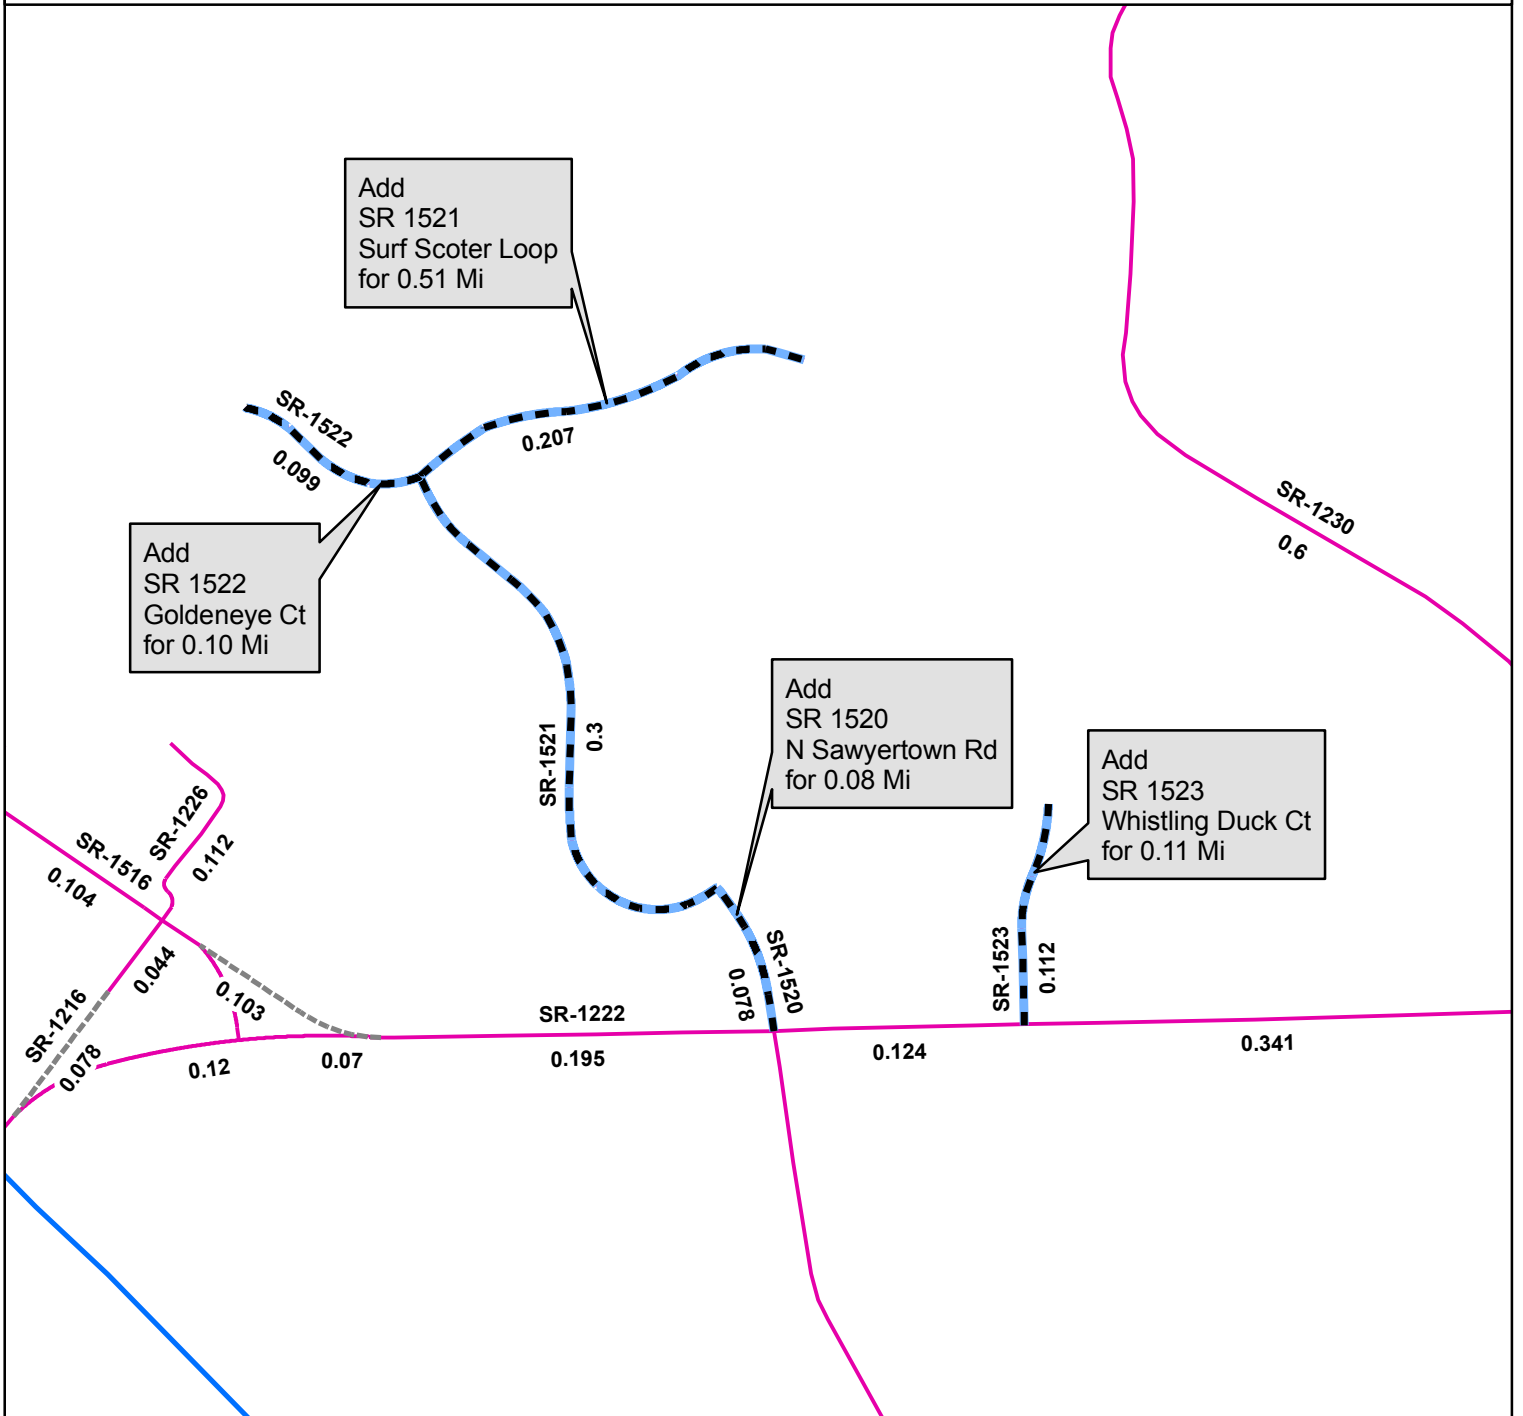 Add
SR 1521
Surf Scoter Loop
for 0.51 Mi
SR-1522
0.099
0.207
SR-1230
0.6
Add
SR 1522
Goldeneye Ct
for 0.10 Mi
SR-1521
0.3
Add
SR 1520
N Sawyertown Rd
for 0.08 Mi
Add
SR 1523
Whistling Duck Ct
for 0.11 Mi
SR-1226
0.112
SR-1516
0.104
SR-1216
0.044
0.078
0.103
0.12
0.07
SR-1222
0.195
SR-1520
0.078
0.124
SR-1523
0.112
0.341